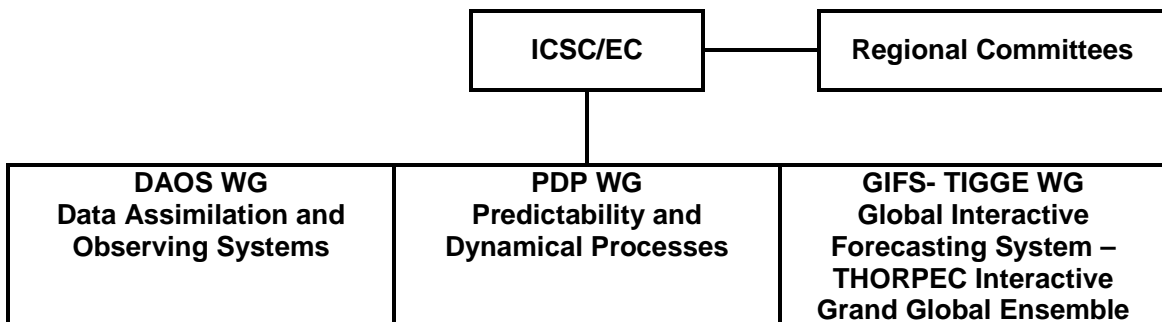 ICSC/EC
Regional Committees
DAOS WG
Data Assimilation and
Observing Systems
PDP WG
Predictability and
Dynamical Processes
GIFS- TIGGE WG
Global Interactive
Forecasting System –
THORPEC Interactive
Grand Global Ensemble